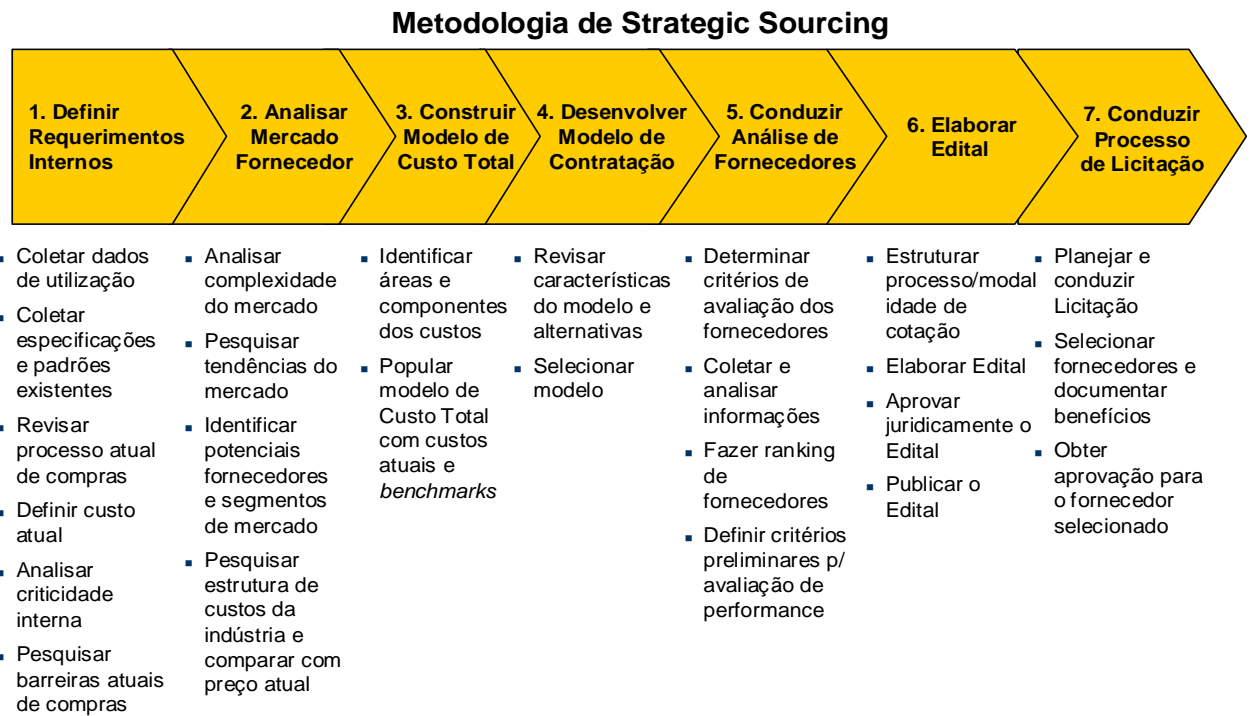 Metodologia de Strategic Sourcing
1. Definir
Requerimentos
Internos
2. Analisar
Mercado
Fornecedor
3. Construir
Modelo de
Custo Total
4. Desenvolver
Modelo de
Contratação
5. Conduzir
Análise de
Fornecedores
6. Elaborar
Edital
7. Conduzir
Processo
de Licitação
Coletar dados
de utilização
Coletar
especificações
e padrões
existentes
Revisar
processo atual
de compras
Definir custo
atual
Analisar
criticidade
interna
Pesquisar
barreiras atuais
de compras
Analisar
complexidade
do mercado
Pesquisar
tendências do
mercado
Identificar
potenciais
fornecedores
e segmentos
de mercado
Pesquisar
estrutura de
custos da
indústria e
comparar com
preço atual
Identificar
áreas e
componentes
dos custos
Popular
modelo de
Custo Total
com custos
atuais e
benchmarks
Revisar
características
do modelo e
alternativas
Selecionar
modelo
Determinar
critérios de
avaliação dos
fornecedores
Coletar e
analisar
informações
Fazer ranking
de
fornecedores
Definir critérios
preliminares p/
avaliação de
performance
Estruturar
processo/modal
idade de
cotação
Elaborar Edital
Aprovar
juridicamente o
Edital
Publicar o
Edital
Planejar e
conduzir
Licitação
Selecionar
fornecedores e
documentar
benefícios
Obter
aprovação para
o fornecedor
selecionado